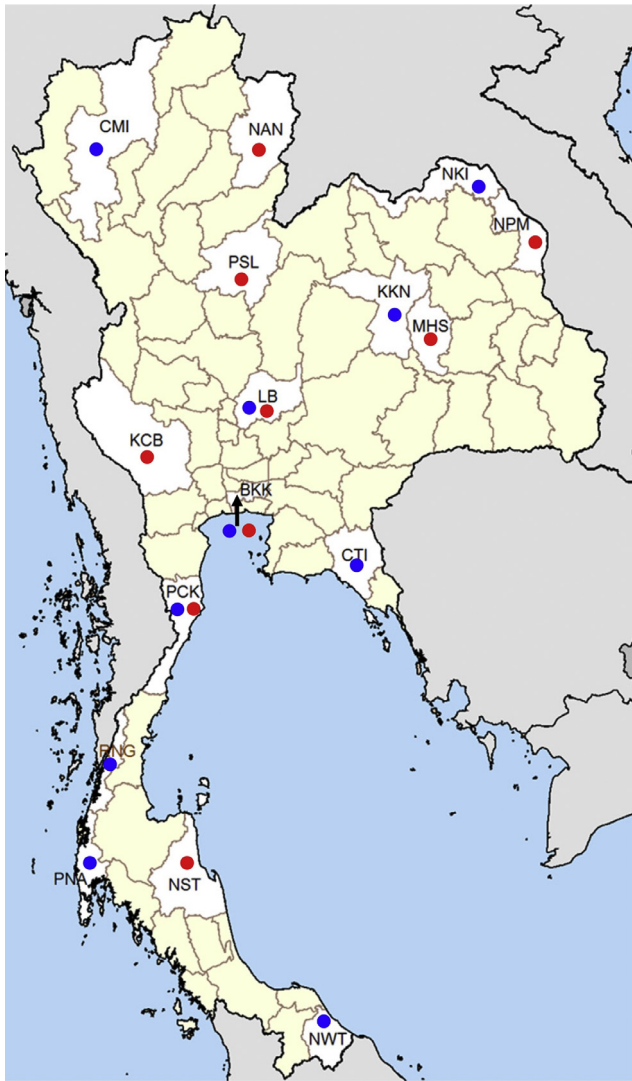 CMI
NAN
NKI
NPM
PSL
KKN
MHS
LB
KCB
BKK
CTI
PCK
RNG
PNA
NST
NWT